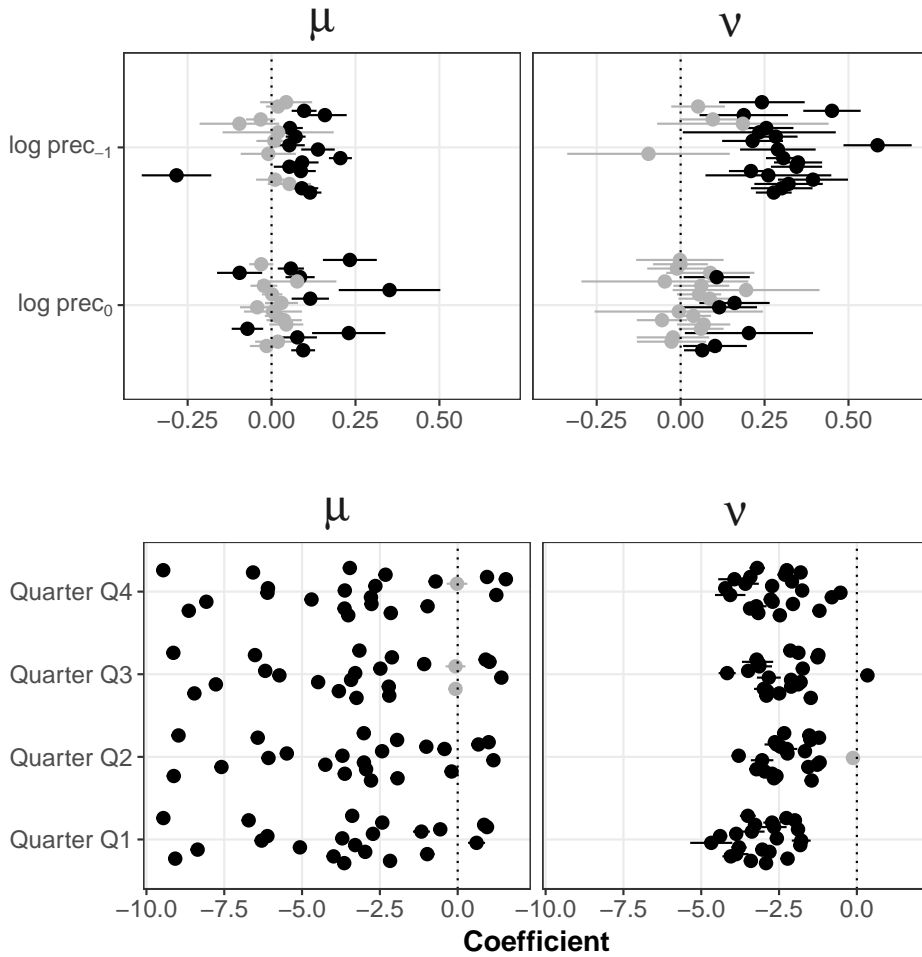 μ ν
log prec₋₁
log prec₀
−0.25 0.00 0.25 0.50 −0.25 0.00 0.25 0.50
μ ν
Quarter Q4
Quarter Q3
Quarter Q2
Quarter Q1
−10.0 −7.5 −5.0 −2.5 0.0 −10.0 −7.5 −5.0 −2.5 0.0
Coefficient